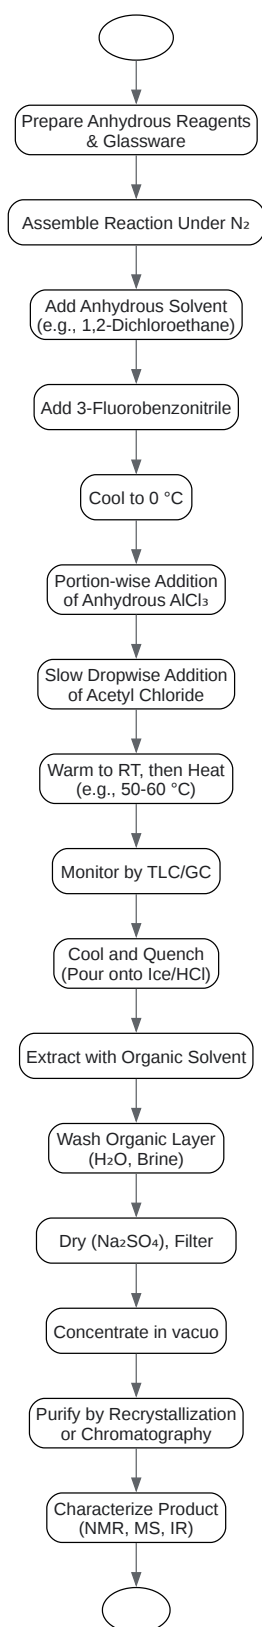 Prepare Anhydrous Reagents
& Glassware
Assemble Reaction Under N₂
Add Anhydrous Solvent
(e.g., 1,2-Dichloroethane)
Add 3-Fluorobenzonitrile
Cool to 0 °C
Portion-wise Addition
of Anhydrous AlCl₃
Slow Dropwise Addition
of Acetyl Chloride
Warm to RT, then Heat
(e.g., 50-60 °C)
Monitor by TLC/GC
Cool and Quench
(Pour onto Ice/HCl)
Extract with Organic Solvent
Wash Organic Layer
(H₂O, Brine)
Dry (Na₂SO₄), Filter
Concentrate in vacuo
Purify by Recrystallization
or Chromatography
Characterize Product
(NMR, MS, IR)